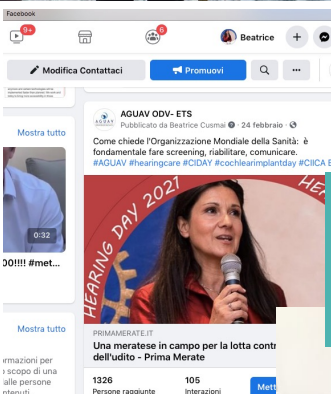 Facebook
9+
6
Beatrice
Modifica Contattaci
Promuovi
Mostra tutto
0:32
00!!!! #met...
Mostra tutto
ormazioni per
scopo di una
alle persone
AGUAV ODV- ETS
Pubblicato da Beatrice Cusmai · 24 febbraio ·
Come chiede l'Organizzazione Mondiale della Sanità: è
fondamentale fare screening, riabilitare, comunicare.
#AGUAV #hearingcare #CIDAY #cochlearimplantday #CIICA
HEARING DAY 2021
PRIMAMERATE.IT
Una meratese in campo per la lotta contr
dell'udito - Prima Merate
1326
Persone raggiunte
105
Interazioni
Mett